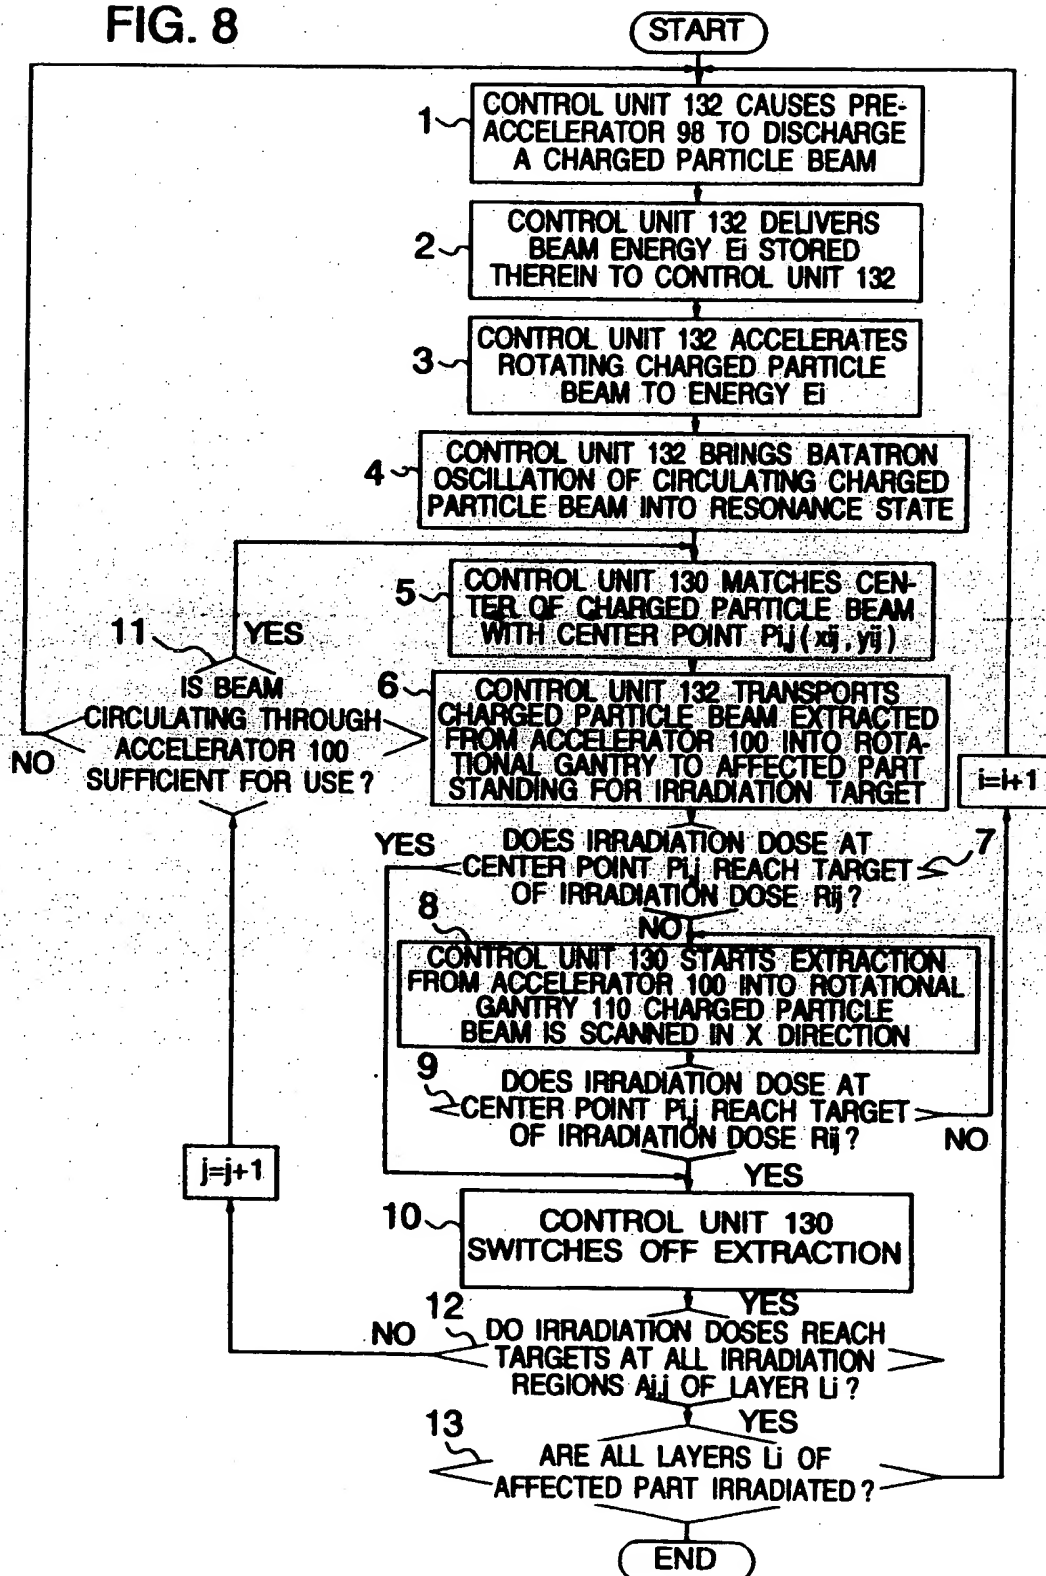 FIG. 8
START
1
CONTROL UNIT 132 CAUSES PRE-
ACCELERATOR 98 TO DISCHARGE
A CHARGED PARTICLE BEAM
2
CONTROL UNIT 132 DELIVERS
BEAM ENERGY Ei STORED
THEREIN TO CONTROL UNIT 132
3
CONTROL UNIT 132 ACCELERATES
ROTATING CHARGED PARTICLE
BEAM TO ENERGY Ei
4
CONTROL UNIT 132 BRINGS BATATRON
OSCILLATION OF CIRCULATING CHARGED
PARTICLE BEAM INTO RESONANCE STATE
5
CONTROL UNIT 130 MATCHES CEN-
TER OF CHARGED PARTICLE BEAM
WITH CENTER POINT Pi,j (xij, yij)
11
YES
IS BEAM
CIRCULATING THROUGH
ACCELERATOR 100
SUFFICIENT FOR USE?
NO
6
CONTROL UNIT 132 TRANSPORTS
CHARGED PARTICLE BEAM EXTRACTED
FROM ACCELERATOR 100 INTO ROTA-
TIONAL GANTRY TO AFFECTED PART
STANDING FOR IRRADIATION TARGET
i=i+1
YES
7
DOES IRRADIATION DOSE AT
CENTER POINT Pi,j REACH TARGET
OF IRRADIATION DOSE Rij?
NO
8
CONTROL UNIT 130 STARTS EXTRACTION
FROM ACCELERATOR 100 INTO ROTATIONAL
GANTRY 110 CHARGED PARTICLE
BEAM IS SCANNED IN X DIRECTION
9
DOES IRRADIATION DOSE AT
CENTER POINT Pi,j REACH TARGET
OF IRRADIATION DOSE Rij?
NO
YES
j=j+1
10
CONTROL UNIT 130
SWITCHES OFF EXTRACTION
YES
12
NO
DO IRRADIATION DOSES REACH
TARGETS AT ALL IRRADIATION
REGIONS Ai,j OF LAYER Li?
YES
13
ARE ALL LAYERS Li OF
AFFECTED PART IRRADIATED?
END